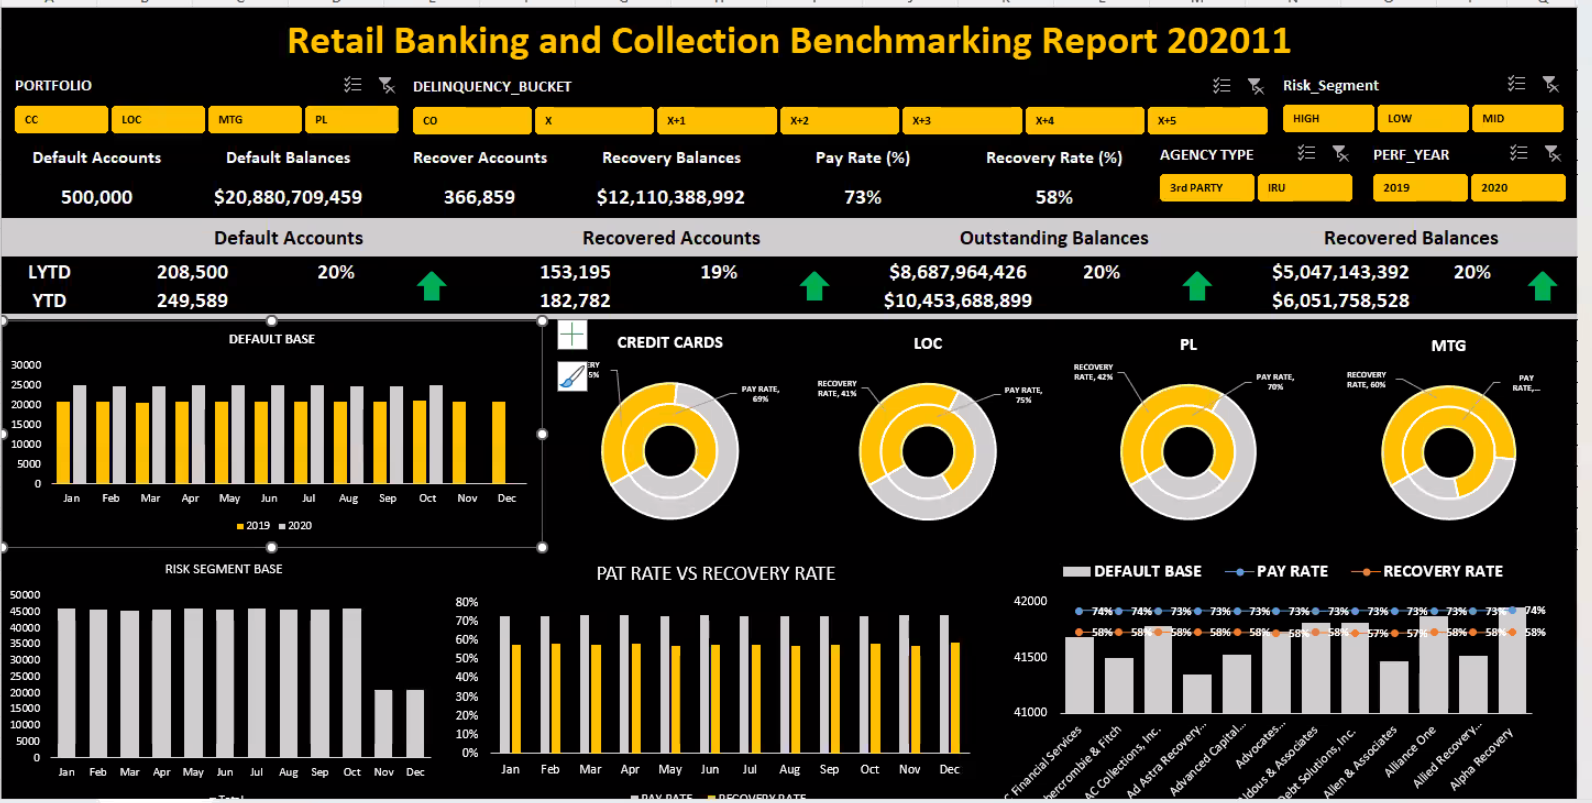 Retail Banking and Collection Benchmarking Report 202011
PORTFOLIO
CC LOC MTG PL
DELINQUENCY_BUCKET
CO X X+1 X+2 X+3 X+4 X+5
Risk_Segment
HIGH LOW MID
Default Accounts Default Balances Recover Accounts Recovery Balances Pay Rate (%) Recovery Rate (%)
500,000 $20,880,709,459 366,859 $12,110,388,992 73% 58%
AGENCY TYPE
3rd PARTY IRU
PERF_YEAR
2019 2020
Default Accounts Recovered Accounts Outstanding Balances Recovered Balances
LYTD 208,500 20% 153,195 19% $8,687,964,426 20% $5,047,143,392 20%
YTD 249,589 182,782 $10,453,688,899 $6,051,758,528
DEFAULT BASE
30000
25000
20000
15000
10000
5000
0
Jan Feb Mar Apr May Jun Jul Aug Sep Oct Nov Dec
2019 2020
CREDIT CARDS
PAY RATE,
69%
LOC
RECOVERY
RATE, 41%
PAY RATE,
75%
PL
RECOVERY
RATE, 42%
PAY RATE,
70%
MTG
RECOVERY
RATE, 60%
PAY
RATE,...
RISK SEGMENT BASE
50000
45000
40000
35000
30000
25000
20000
15000
10000
5000
0
Jan Feb Mar Apr May Jun Jul Aug Sep Oct Nov Dec
Total
PAT RATE VS RECOVERY RATE
80%
70%
60%
50%
40%
30%
20%
10%
0%
Jan Feb Mar Apr May Jun Jul Aug Sep Oct Nov Dec
PAY RATE RECOVERY RATE
DEFAULT BASE PAY RATE RECOVERY RATE
42000
41500
41000
74% 74% 73% 73% 73% 73% 73% 73% 73% 73% 73% 74%
58% 58% 58% 58% 58% 58% 58% 57% 57% 58% 58% 58%
Financial Services
& Fitch
AC Collections, Inc.
Ad Astra Recovery...
Advanced Capital...
Advocates...
& Associates
Debt Solutions, Inc.
Allen & Associates
Alliance One
Allied Recovery...
Alpha Recovery